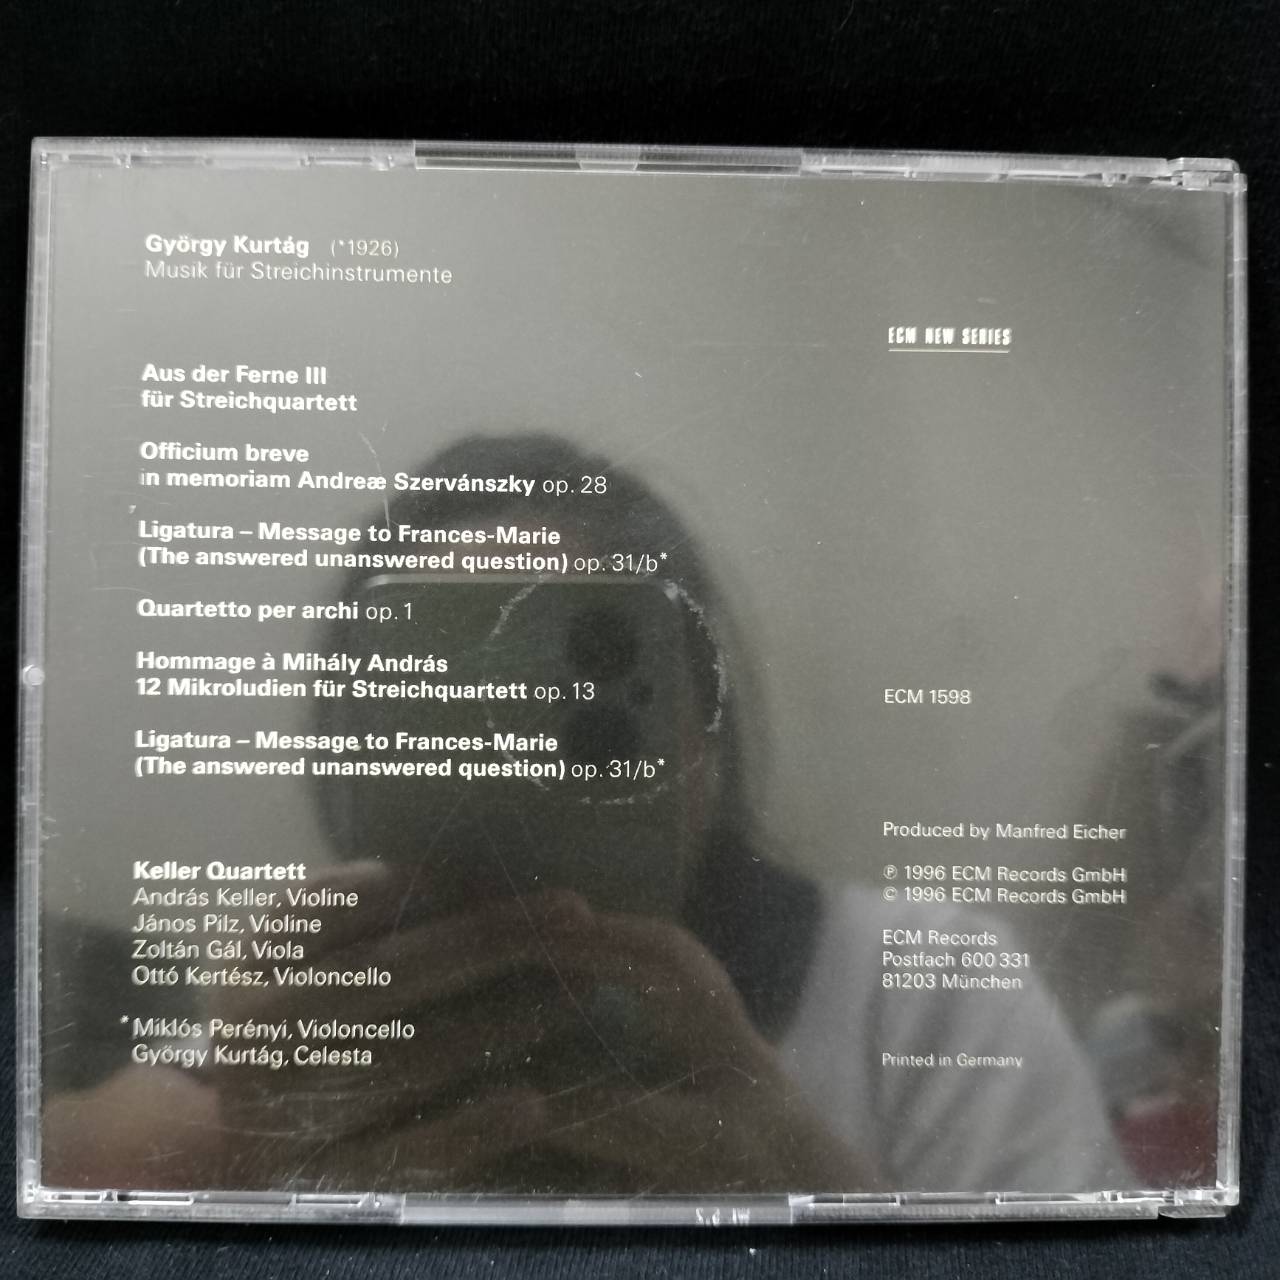 György Kurtág (*1926)
Musik für Streichinstrumente
ECM NEW SERIES
Aus der Ferne III
für Streichquartett
Officium breve
in memoriam Andreæ Szervánszky op. 28
Ligatura – Message to Frances-Marie
(The answered unanswered question) op. 31/b*
Quartetto per archi op. 1
Hommage à Mihály András
12 Mikroludien für Streichquartett op. 13
Ligatura – Message to Frances-Marie
(The answered unanswered question) op. 31/b*
Keller Quartett
András Keller, Violine
János Pilz, Violine
Zoltán Gál, Viola
Ottó Kertész, Violoncello
*Miklós Perényi, Violoncello
György Kurtág, Celesta
ECM 1598
Produced by Manfred Eicher
℗ 1996 ECM Records GmbH
© 1996 ECM Records GmbH
ECM Records
Postfach 600 331
81203 München
Printed in Germany